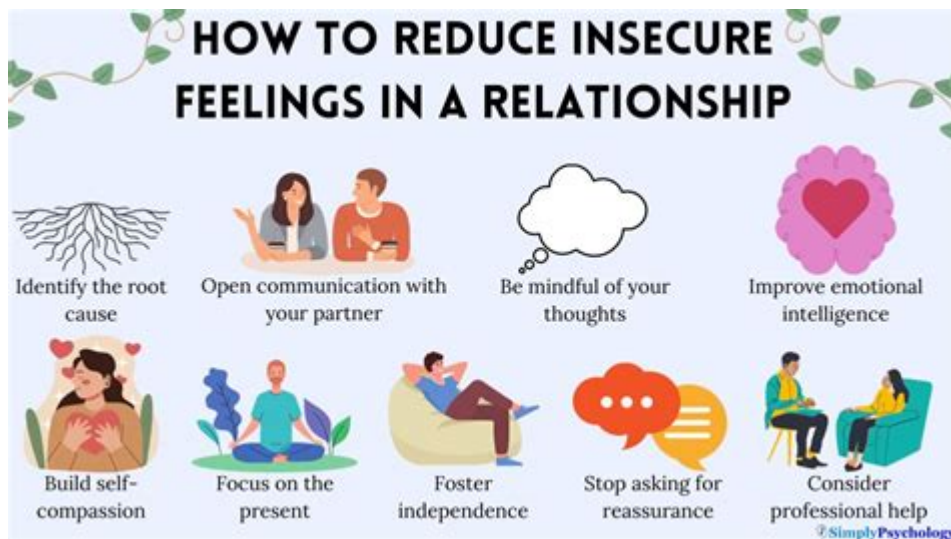 HOW TO REDUCE INSECURE
FEELINGS IN A RELATIONSHIP
Identify the root
cause
Open communication with
your partner
Be mindful of your
thoughts
Improve emotional
intelligence
Build self-
compassion
Focus on the
present
Foster
independence
Stop asking for
reassurance
Consider
professional help
SimplyPsychology